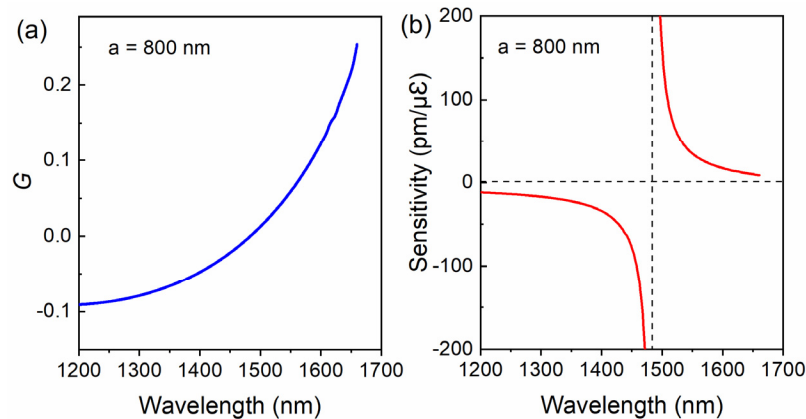 (a)
a = 800 nm
G
0.2
0.1
0.0
-0.1
1200 1300 1400 1500 1600 1700
Wavelength (nm)
(b)
a = 800 nm
Sensitivity (pm/με)
200
100
0
-100
-200
1200 1300 1400 1500 1600 1700
Wavelength (nm)